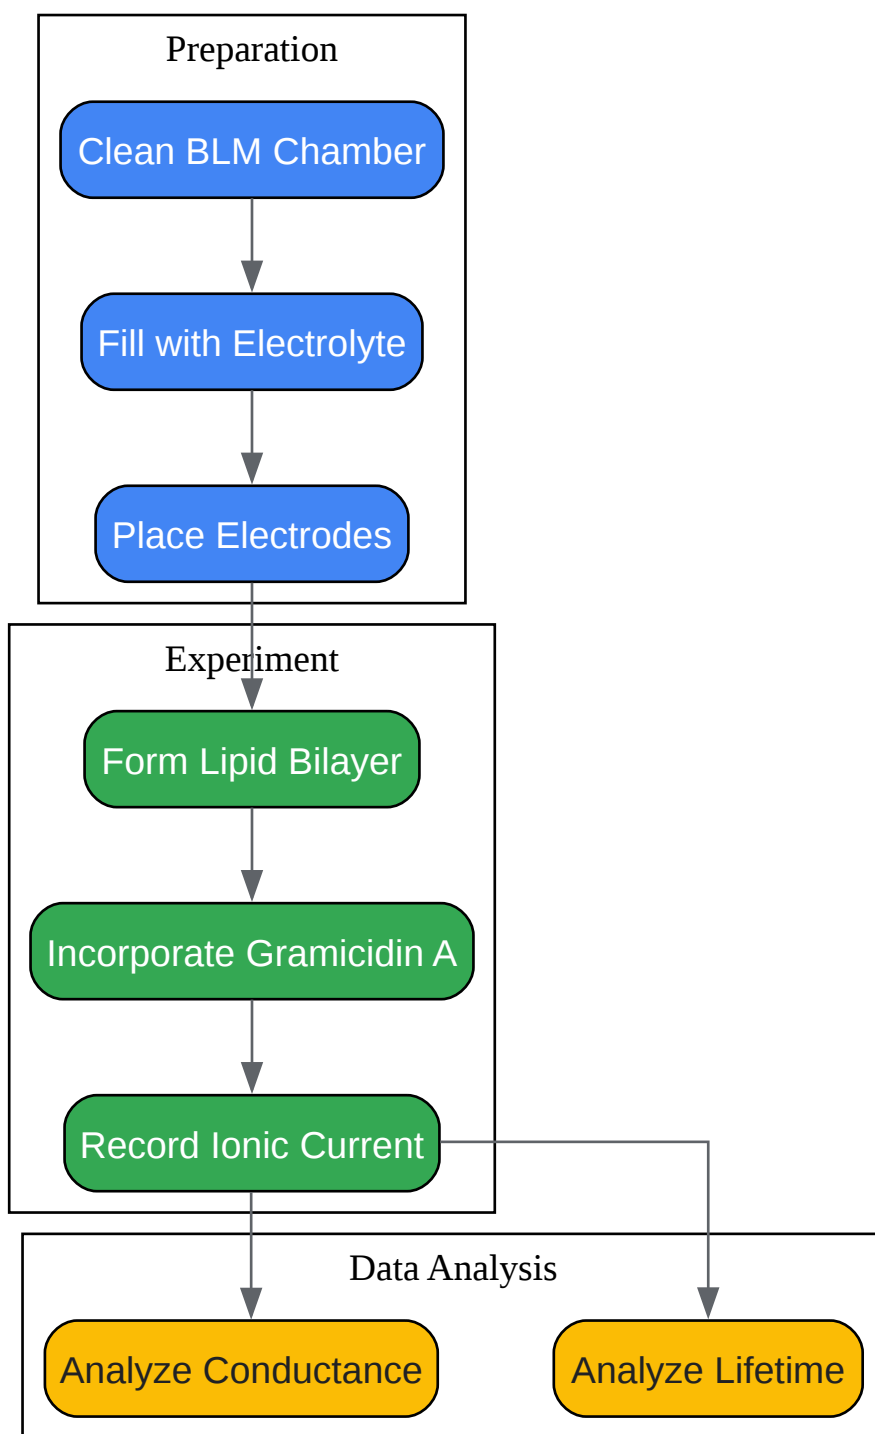 Preparation
Clean BLM Chamber
Fill with Electrolyte
Place Electrodes
Experiment
Form Lipid Bilayer
Incorporate Gramicidin A
Record Ionic Current
Data Analysis
Analyze Conductance
Analyze Lifetime